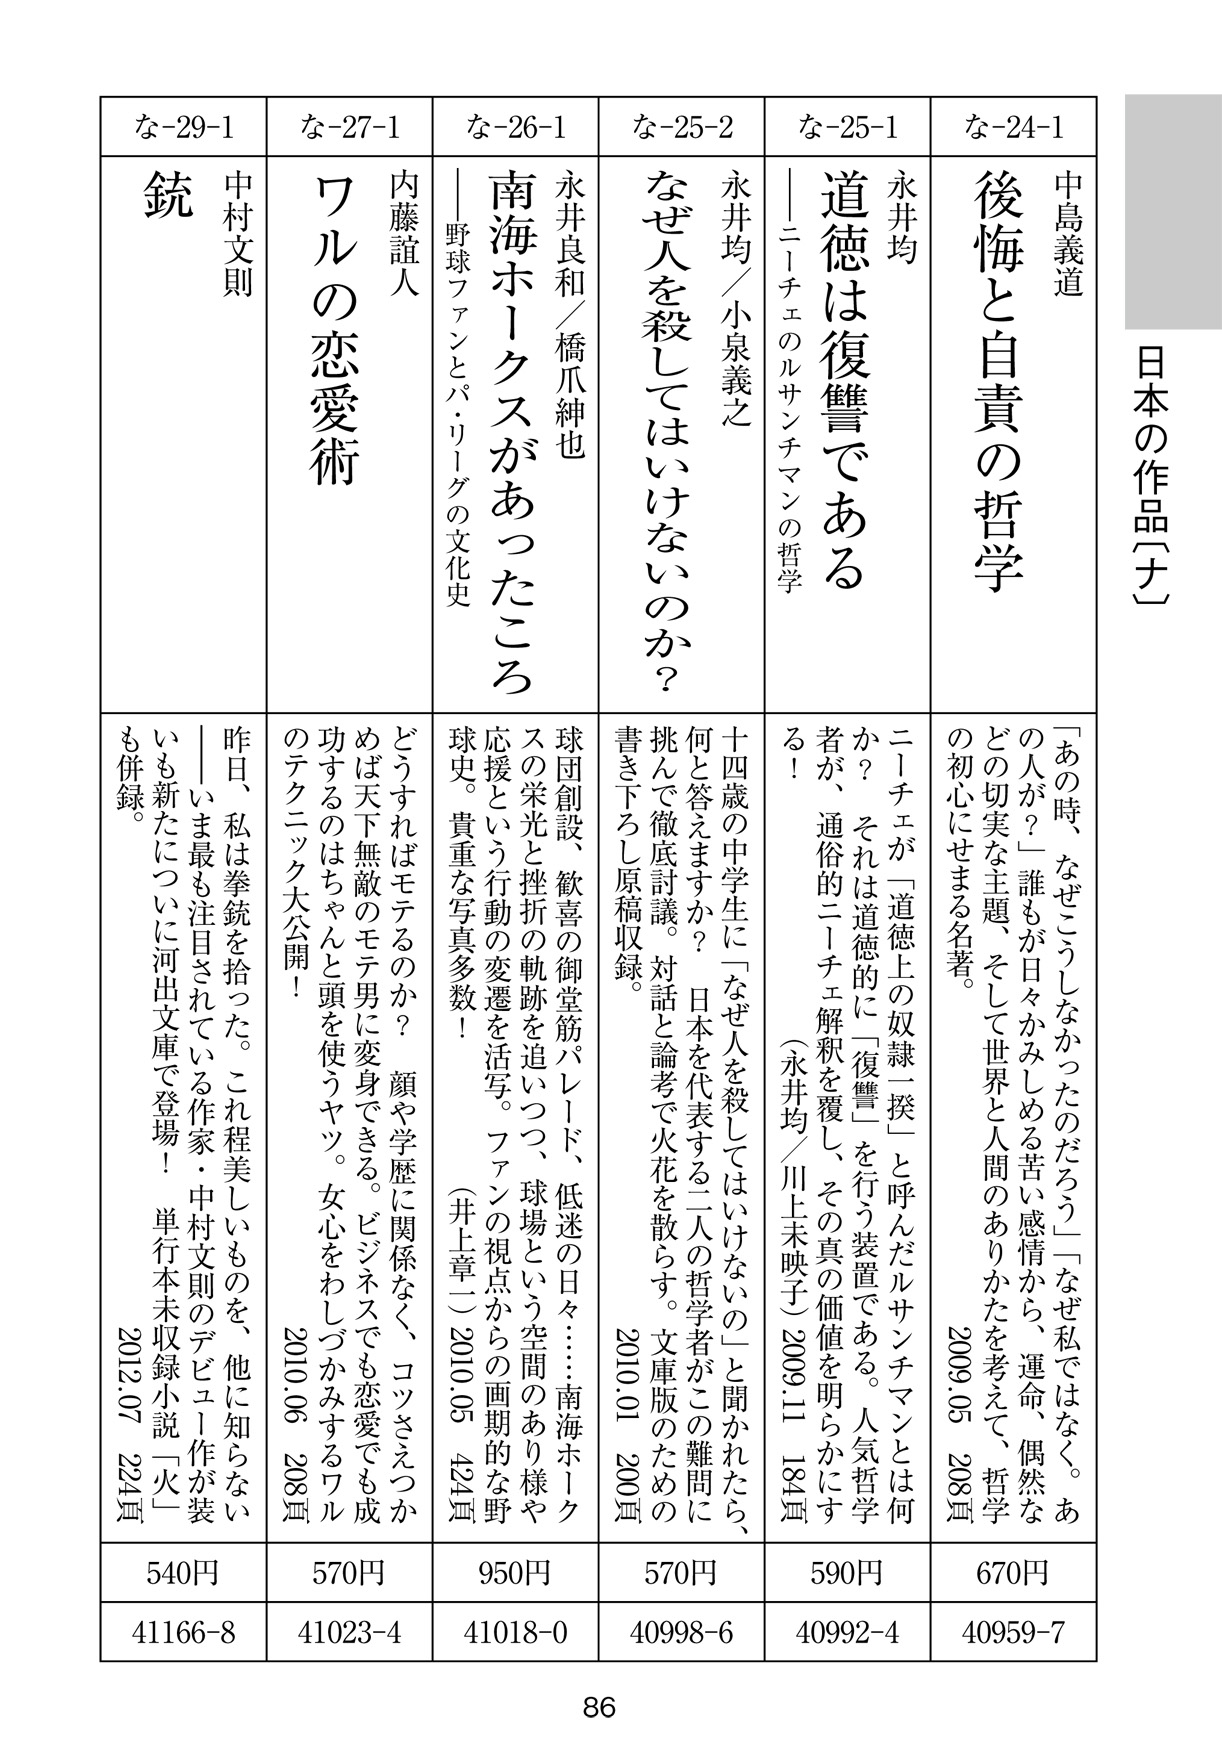 日本の作品〔ナ〕
な-24-1
中島義道
後悔と自責の哲学
「あの時、なぜこうしなかったのだろう」「なぜ私ではなく。あ
の人が？」誰もが日々かみしめる苦い感情から、運命、偶然な
どの切実な主題、そして世界と人間のありかたを考えて、哲学
の初心にせまる名著。
2009.05 208頁
670円
40959-7
な-25-1
永井均
道徳は復讐である
――ニーチェのルサンチマンの哲学
ニーチェが「道徳上の奴隷一揆」と呼んだルサンチマンとは何
か？　それは道徳的に「復讐」を行う装置である。人気哲学
者が、通俗的ニーチェ解釈を覆し、その真の価値を明らかにす
る！
（永井均／川上未映子）2009.11 184頁
590円
40992-4
な-25-2
永井均／小泉義之
なぜ人を殺してはいけないのか？
十四歳の中学生に「なぜ人を殺してはいけないの」と聞かれたら、
何と答えますか？　日本を代表する二人の哲学者がこの難問に
挑んで徹底討議。対話と論考で火花を散らす。文庫版のための
書き下ろし原稿収録。
2010.01 200頁
570円
40998-6
な-26-1
永井良和／橋爪紳也
南海ホークスがあったころ
――野球ファンとパ・リーグの文化史
球団創設、歓喜の御堂筋パレード、低迷の日々……南海ホーク
スの栄光と挫折の軌跡を追いつつ、球場という空間のあり様や
応援という行動の変遷を活写。ファンの視点からの画期的な野
球史。貴重な写真多数！
（井上章一）2010.05 424頁
950円
41018-0
な-27-1
内藤誼人
ワルの恋愛術
どうすればモテるのか？　顔や学歴に関係なく、コツさえつか
めば天下無敵のモテ男に変身できる。ビジネスでも恋愛でも成
功するのはちゃんと頭を使うヤツ。女心をわしづかみするワル
のテクニック大公開！
2010.06 208頁
570円
41023-4
な-29-1
中村文則
銃
昨日、私は拳銃を拾った。これ程美しいものを、他に知らない
――いま最も注目されている作家・中村文則のデビュー作が装
いも新たについに河出文庫で登場！　単行本未収録小説「火」
も併録。
2012.07 224頁
540円
41166-8
86